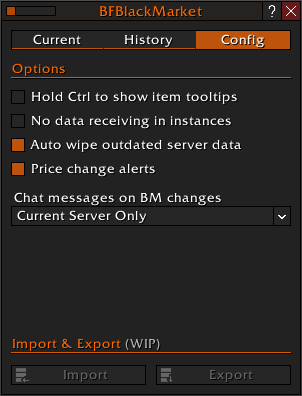 BFBlackMarket ?
Current History Config
Options
Hold Ctrl to show item tooltips
No data receiving in instances
Auto wipe outdated server data
Price change alerts
Chat messages on BM changes
Current Server Only
Import & Export (WIP)
Import Export